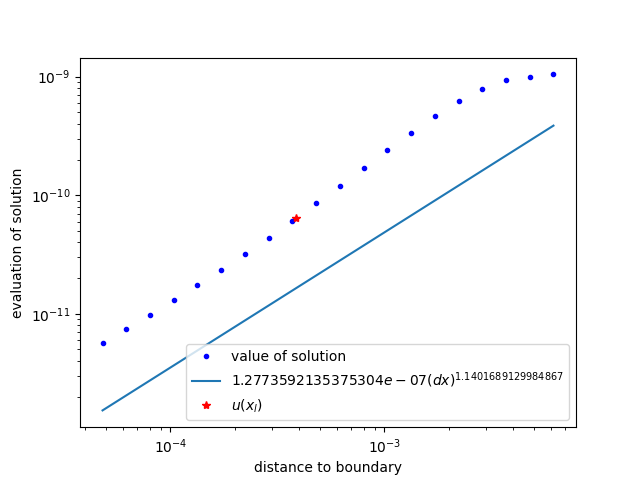 10⁻⁹
10⁻¹⁰
10⁻¹¹
evaluation of solution
value of solution
1.2773592135375304e − 07(dx)^1.1401689129984867
u(x_l)
10⁻⁴ 10⁻³
distance to boundary